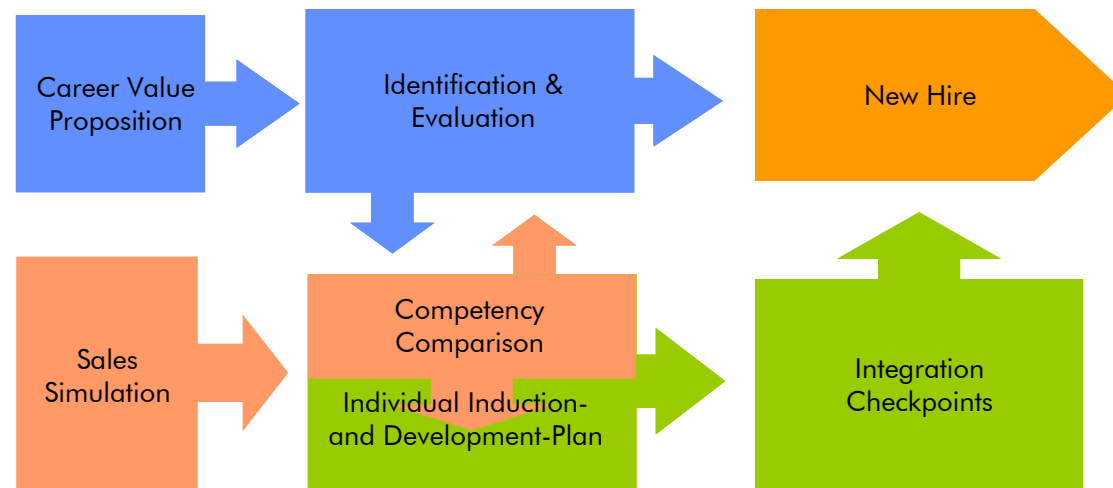 Career Value
Proposition
Identification &
Evaluation
New Hire
Sales
Simulation
Competency
Comparison
Individual Induction-
and Development-Plan
Integration
Checkpoints